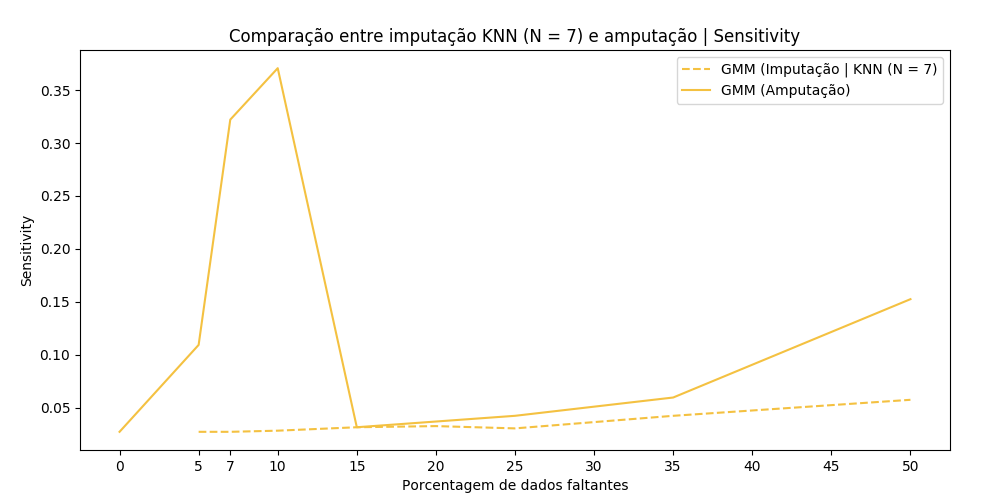 Comparação entre imputação KNN (N = 7) e amputação | Sensitivity
GMM (Imputação | KNN (N = 7)
GMM (Amputação)
0.35
0.30
0.25
0.20
0.15
0.10
0.05
Sensitivity
0 5 7 10 15 20 25 30 35 40 45 50
Porcentagem de dados faltantes